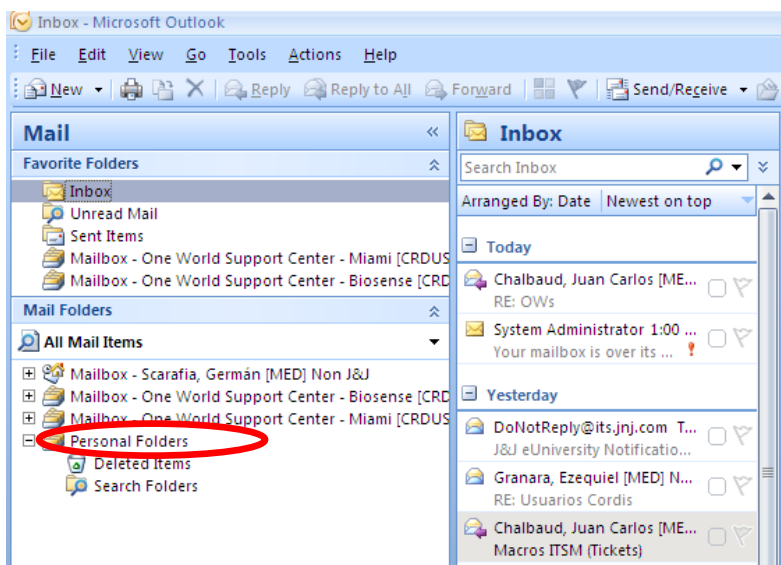 Inbox - Microsoft Outlook
File Edit View Go Tools Actions Help
New Reply Reply to All Forward Send/Receive
Mail «
Favorite Folders
Inbox
Unread Mail
Sent Items
Mailbox - One World Support Center - Miami [CRDUS
Mailbox - One World Support Center - Biosense [CRD
Mail Folders
All Mail Items
Mailbox - Scarafia, Germán [MED] Non J&J
Mailbox - One World Support Center - Biosense [CRD
Mailbox - One World Support Center - Miami [CRDUS
Personal Folders
Deleted Items
Search Folders
Inbox
Search Inbox
Arranged By: Date Newest on top
Today
Chalbaud, Juan Carlos [ME...
RE: OWs
System Administrator 1:00 ...
Your mailbox is over its ... !
Yesterday
DoNotReply@its.jnj.com T...
J&J eUniversity Notificatio...
Granara, Ezequiel [MED] N...
RE: Usuarios Cordis
Chalbaud, Juan Carlos [ME...
Macros ITSM (Tickets)